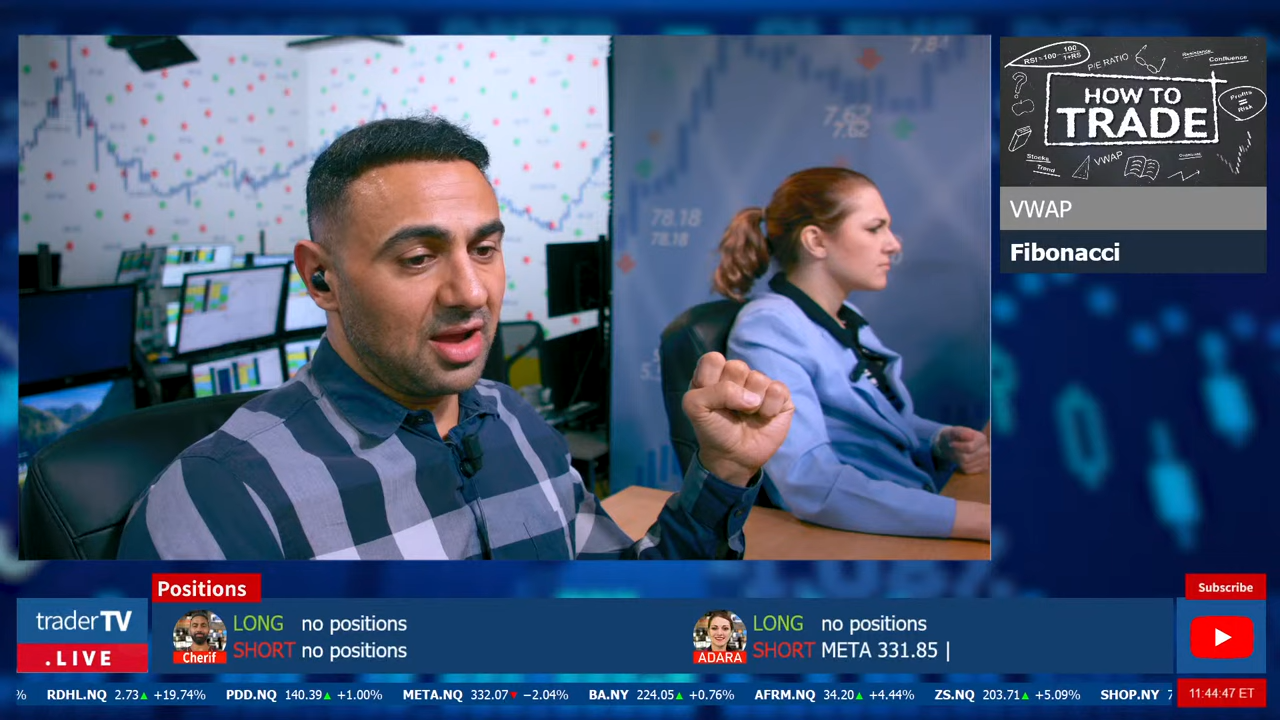 7.84
7.62
7.62
78.18
78.18
RSI=100-100
1+RS
P/E RATIO
Resistance
Confluence
HOW TO
TRADE
Profits
=
Risk
Stocks
Trend
VWAP
VWAP
Fibonacci
Positions
Subscribe
traderTV
.LIVE
Cherif
LONG no positions
SHORT no positions
ADARA
LONG no positions
SHORT META 331.85 |
% RDHL.NQ 2.73▲ +19.74% PDD.NQ 140.39▲ +1.00% META.NQ 332.07▼ −2.04% BA.NY 224.05▲ +0.76% AFRM.NQ 34.20▲ +4.44% ZS.NQ 203.71▲ +5.09% SHOP.NY 7
11:44:47 ET